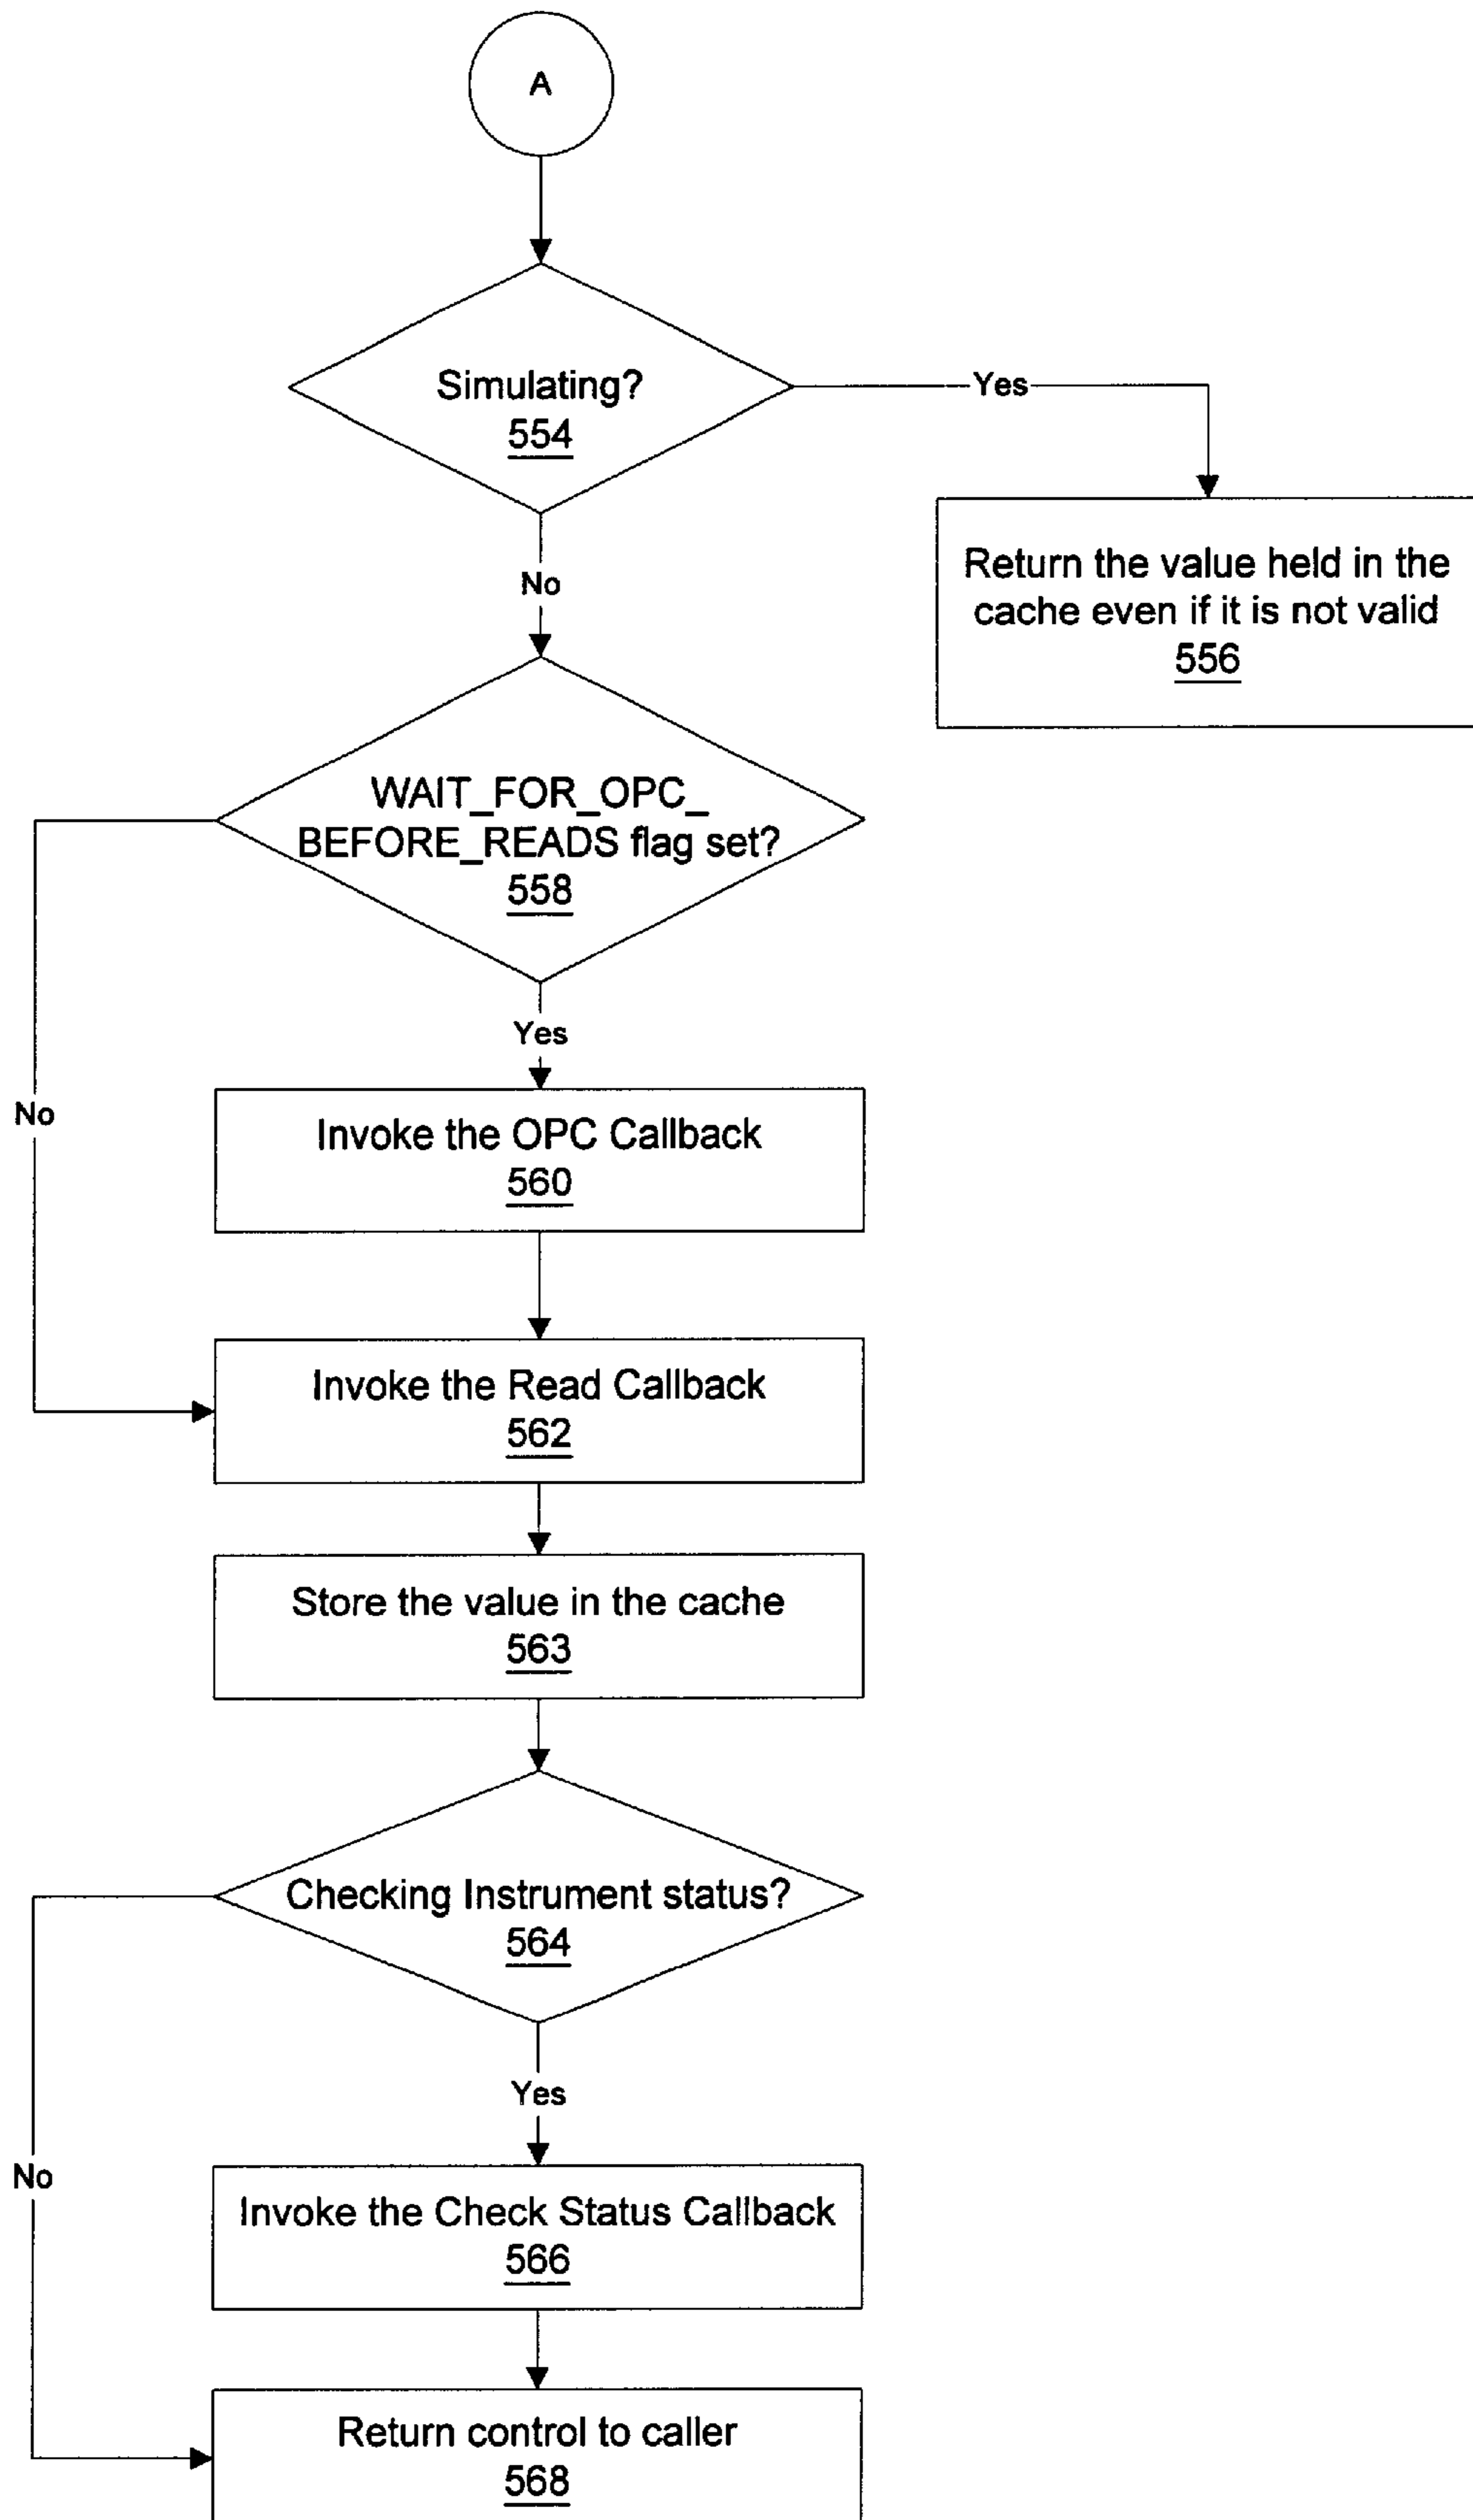 A
Simulating?
554
Yes
No
Return the value held in the
cache even if it is not valid
556
WAIT_FOR_OPC_
BEFORE_READS flag set?
558
Yes
No
Invoke the OPC Callback
560
Invoke the Read Callback
562
Store the value in the cache
563
Checking Instrument status?
564
Yes
No
Invoke the Check Status Callback
566
Return control to caller
568